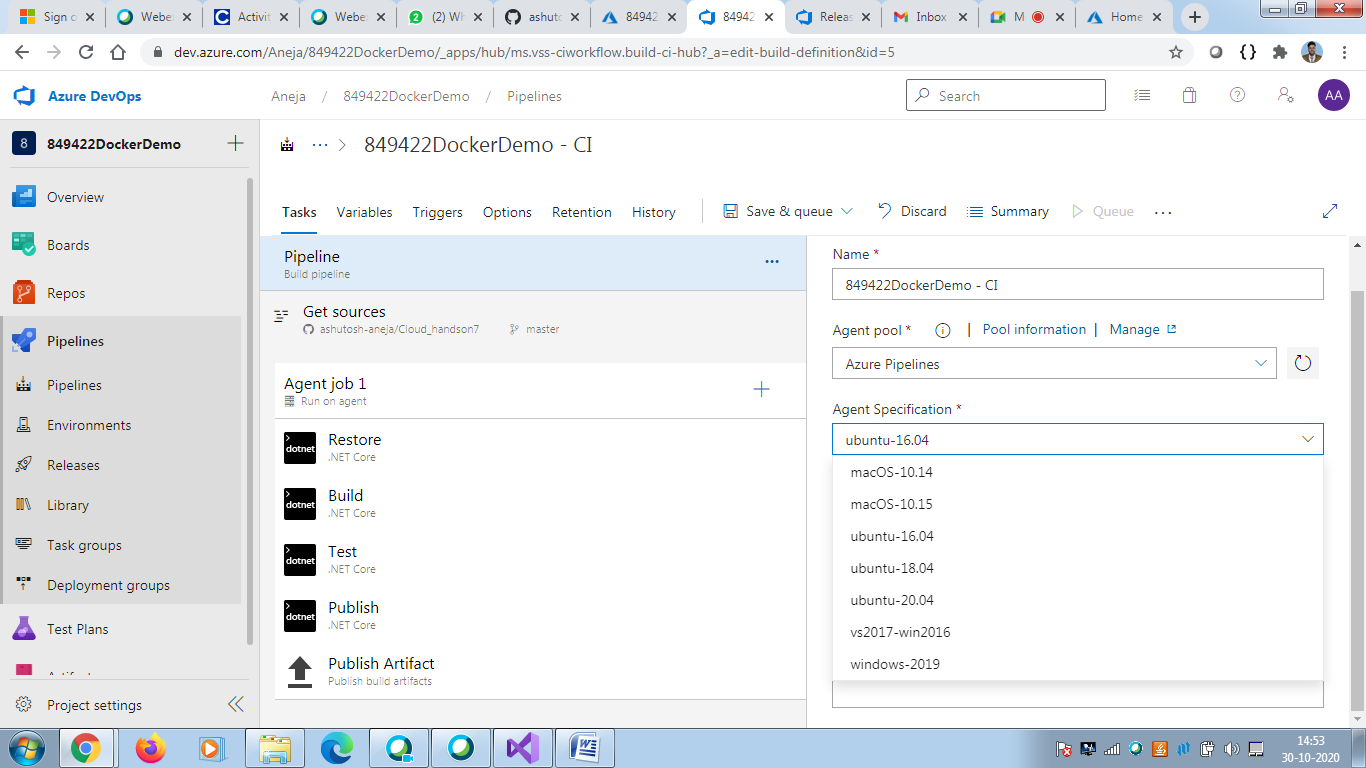 Sign o
Webex
Activit
Webex
(2) Wh
ashuto
84942
84942
Releas
Inbox
M
Home
dev.azure.com/Aneja/849422DockerDemo/_apps/hub/ms.vss-ciworkflow.build-ci-hub?_a=edit-build-definition&id=5
Azure DevOps
Aneja / 849422DockerDemo / Pipelines
Search
AA
8 849422DockerDemo
Overview
Boards
Repos
Pipelines
Pipelines
Environments
Releases
Library
Task groups
Deployment groups
Test Plans
Project settings
··· > 849422DockerDemo - CI
Tasks Variables Triggers Options Retention History Save & queue Discard Summary Queue ···
Pipeline
Build pipeline
Get sources
ashutosh-aneja/Cloud_handson7 master
Agent job 1
Run on agent
dotnet Restore
.NET Core
dotnet Build
.NET Core
dotnet Test
.NET Core
dotnet Publish
.NET Core
Publish Artifact
Publish build artifacts
Name *
849422DockerDemo - CI
Agent pool * | Pool information | Manage
Azure Pipelines
Agent Specification *
ubuntu-16.04
macOS-10.14
macOS-10.15
ubuntu-16.04
ubuntu-18.04
ubuntu-20.04
vs2017-win2016
windows-2019
14:53
30-10-2020